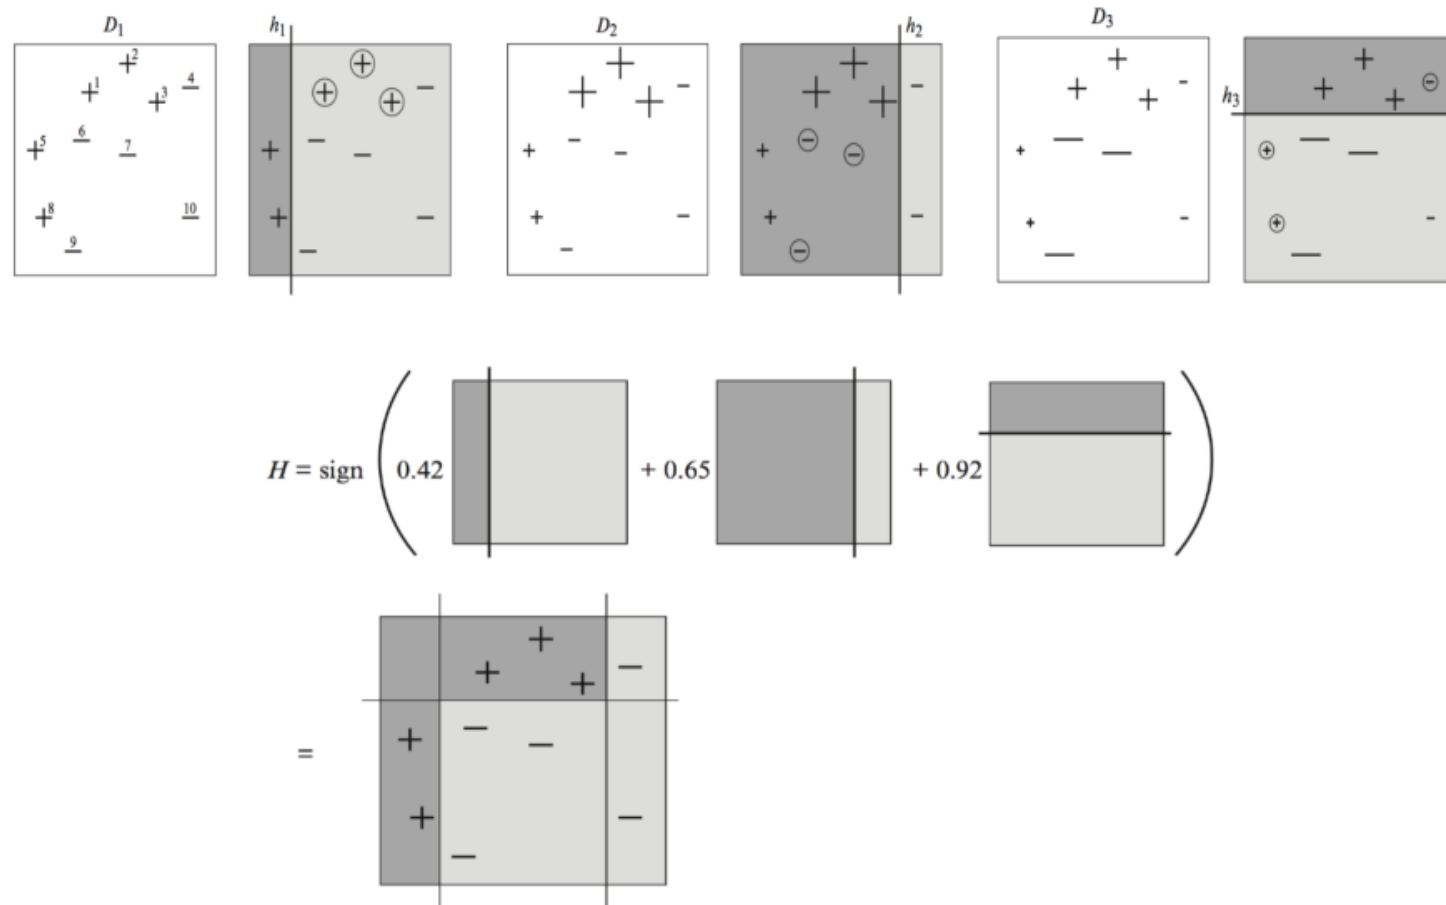 D₁ h₁ D₂ h₂ D₃
h₃
+1 +2 +3 −4 +5 −6 −7 +8 −9 −10
H = sign ( 0.42 + 0.65 + 0.92 )
=